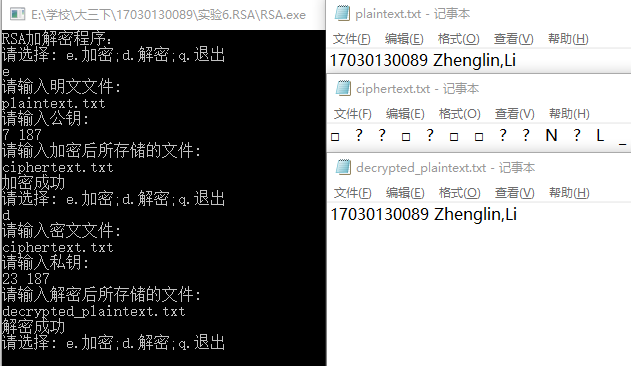 E:\学校\大三下\17030130089\实验6.RSA\RSA.exe
RSA加解密程序:
请选择: e.加密;d.解密;q.退出
e
请输入明文文件:
plaintext.txt
请输入公钥:
7 187
请输入加密后所存储的文件:
ciphertext.txt
加密成功
请选择: e.加密;d.解密;q.退出
d
请输入密文文件:
ciphertext.txt
请输入私钥:
23 187
请输入解密后所存储的文件:
decrypted_plaintext.txt
解密成功
请选择: e.加密;d.解密;q.退出
plaintext.txt - 记事本
文件(F) 编辑(E) 格式(O) 查看(V) 帮助(H)
17030130089 Zhenglin,Li
ciphertext.txt - 记事本
文件(F) 编辑(E) 格式(O) 查看(V) 帮助(H)
□ ? ? □ ? □ □ ? ? N ? L _
decrypted_plaintext.txt - 记事本
文件(F) 编辑(E) 格式(O) 查看(V) 帮助(H)
17030130089 Zhenglin,Li